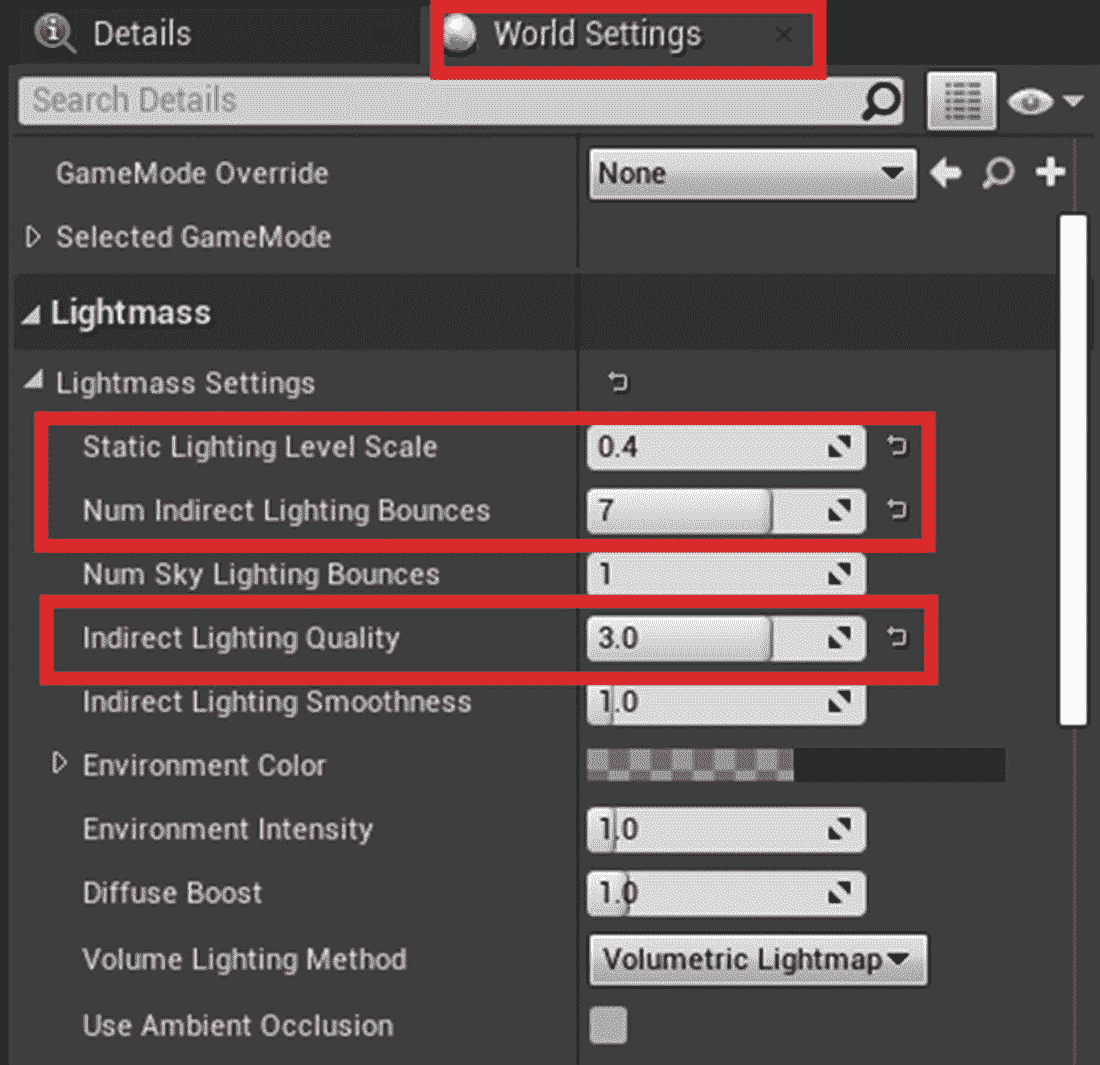 Details World Settings
Search Details
GameMode Override None
Selected GameMode
Lightmass
Lightmass Settings
Static Lighting Level Scale 0.4
Num Indirect Lighting Bounces 7
Num Sky Lighting Bounces 1
Indirect Lighting Quality 3.0
Indirect Lighting Smoothness 1.0
Environment Color
Environment Intensity 1.0
Diffuse Boost 1.0
Volume Lighting Method Volumetric Lightmap
Use Ambient Occlusion